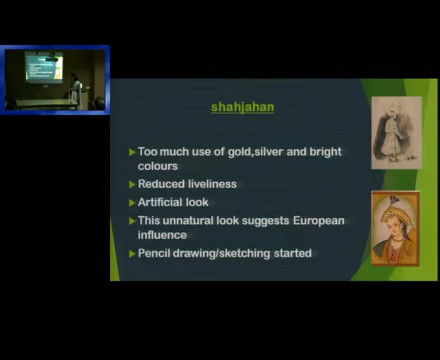 shahjahan
Too much use of gold,silver and bright
colours
Reduced liveliness
Artificial look
This unnatural look suggests European
influence
Pencil drawing/sketching started